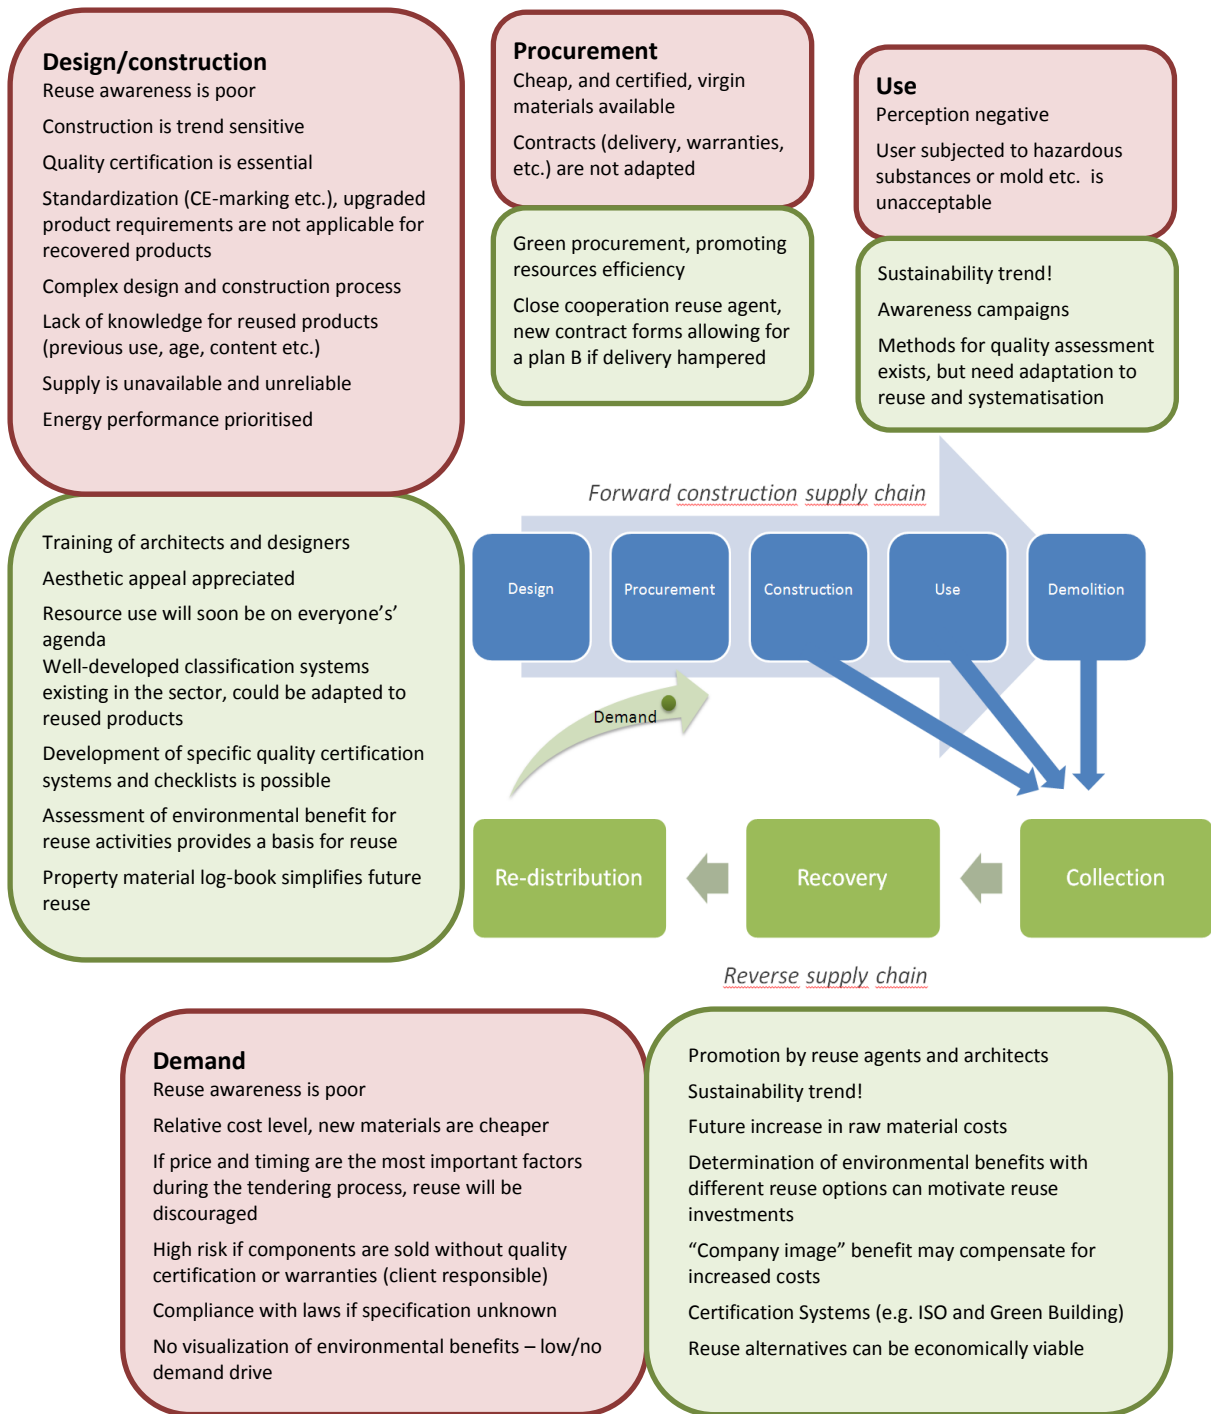 Design/construction
Reuse awareness is poor
Construction is trend sensitive
Quality certification is essential
Standardization (CE-marking etc.), upgraded
product requirements are not applicable for
recovered products
Complex design and construction process
Lack of knowledge for reused products
(previous use, age, content etc.)
Supply is unavailable and unreliable
Energy performance prioritised
Procurement
Cheap, and certified, virgin
materials available
Contracts (delivery, warranties,
etc.) are not adapted
Green procurement, promoting
resources efficiency
Close cooperation reuse agent,
new contract forms allowing for
a plan B if delivery hampered
Use
Perception negative
User subjected to hazardous
substances or mold etc.  is
unacceptable
Sustainability trend!
Awareness campaigns
Methods for quality assessment
exists, but need adaptation to
reuse and systematisation
Training of architects and designers
Aesthetic appeal appreciated
Resource use will soon be on everyone’s’
agenda
Well-developed classification systems
existing in the sector, could be adapted to
reused products
Development of specific quality certification
systems and checklists is possible
Assessment of environmental benefit for
reuse activities provides a basis for reuse
Property material log-book simplifies future
reuse
Forward construction supply chain
Design
Procurement
Construction
Use
Demolition
Demand
Re-distribution
Recovery
Collection
Reverse supply chain
Demand
Reuse awareness is poor
Relative cost level, new materials are cheaper
If price and timing are the most important factors
during the tendering process, reuse will be
discouraged
High risk if components are sold without quality
certification or warranties (client responsible)
Compliance with laws if specification unknown
No visualization of environmental benefits – low/no
demand drive
Promotion by reuse agents and architects
Sustainability trend!
Future increase in raw material costs
Determination of environmental benefits with
different reuse options can motivate reuse
investments
“Company image” benefit may compensate for
increased costs
Certification Systems (e.g. ISO and Green Building)
Reuse alternatives can be economically viable